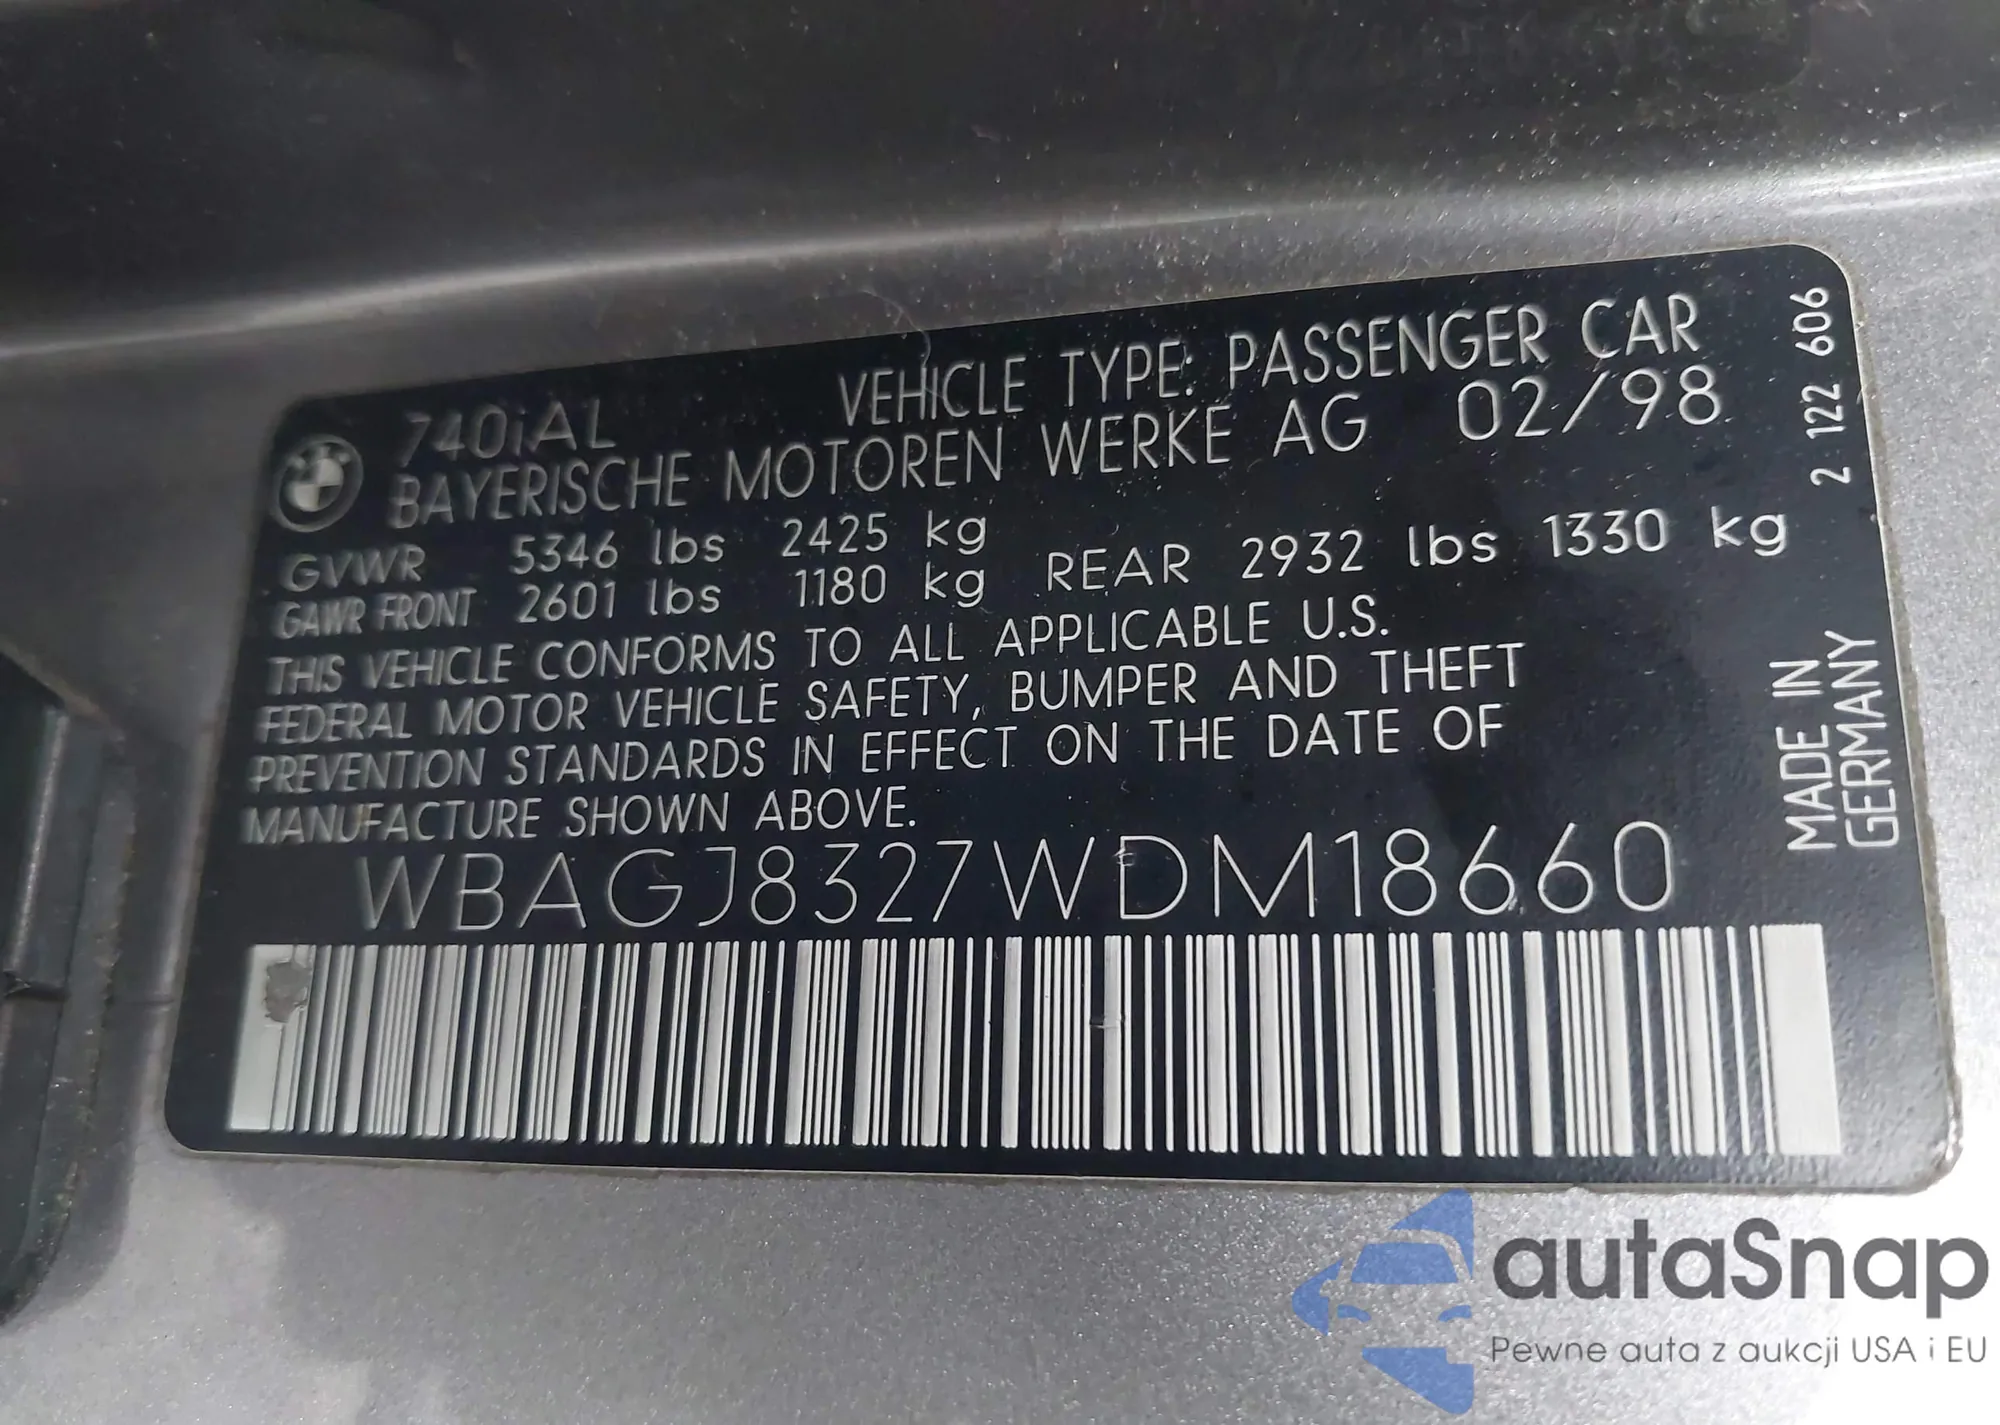 740iAL
VEHICLE TYPE: PASSENGER CAR
BAYERISCHE MOTOREN WERKE AG 02/98
GVWR 5346 lbs 2425 kg
GAWR FRONT 2601 lbs 1180 kg REAR 2932 lbs 1330 kg
THIS VEHICLE CONFORMS TO ALL APPLICABLE U.S.
FEDERAL MOTOR VEHICLE SAFETY, BUMPER AND THEFT
PREVENTION STANDARDS IN EFFECT ON THE DATE OF
MANUFACTURE SHOWN ABOVE.
WBAGJ8327WDM18660
2 122 606
MADE IN
GERMANY
autaSnap
Pewne auta z aukcji USA i EU